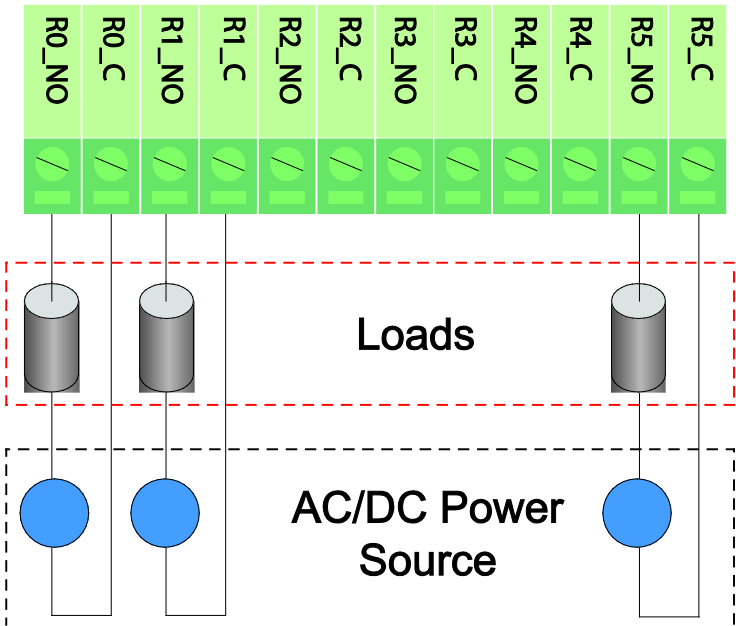 R0_NO
R0_C
R1_NO
R1_C
R2_NO
R2_C
R3_NO
R3_C
R4_NO
R4_C
R5_NO
R5_C
Loads
AC/DC Power
Source